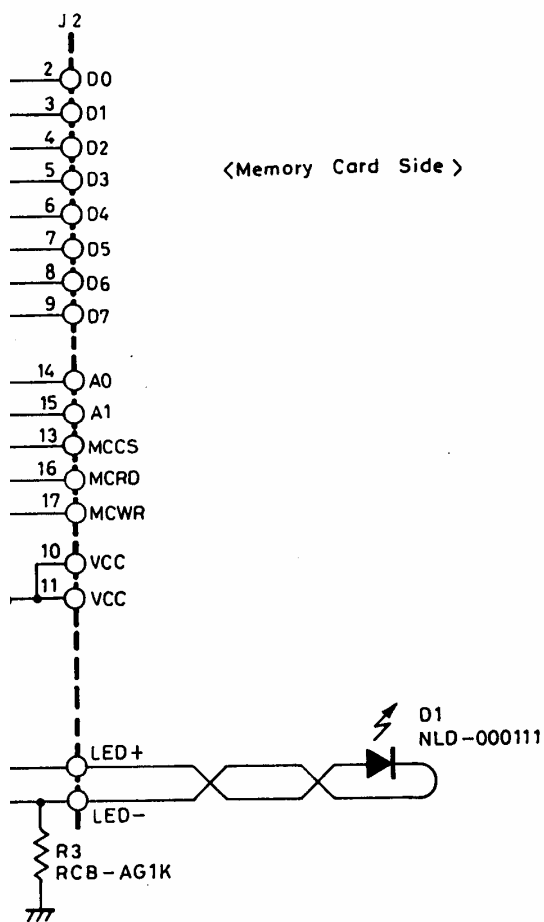 J2
2 D0
3 D1
4 D2
<Memory Card Side>
5 D3
6 D4
7 D5
8 D6
9 D7
14 A0
15 A1
13 MCCS
16 MCRD
17 MCWR
10 VCC
11 VCC
D1
NLD-000111
LED+
LED-
R3
RCB-AG1K